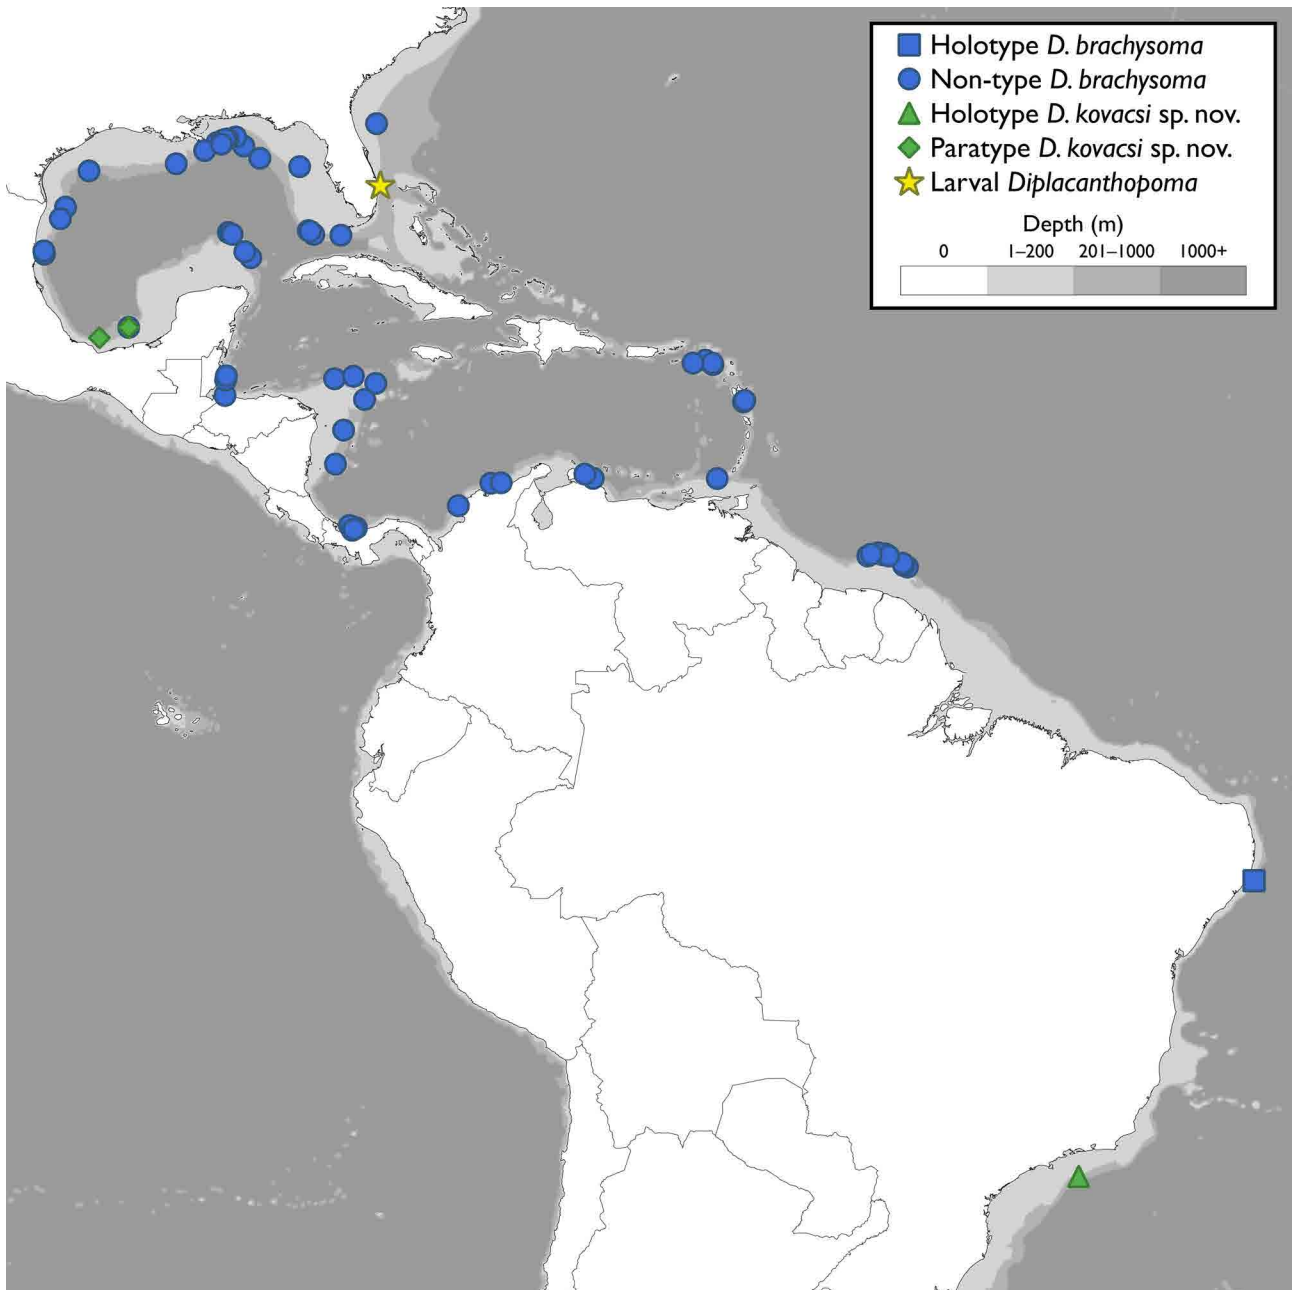 Holotype D. brachysoma
Non-type D. brachysoma
Holotype D. kovacsi sp. nov.
Paratype D. kovacsi sp. nov.
Larval Diplacanthopoma
Depth (m)
0 1–200 201–1000 1000+